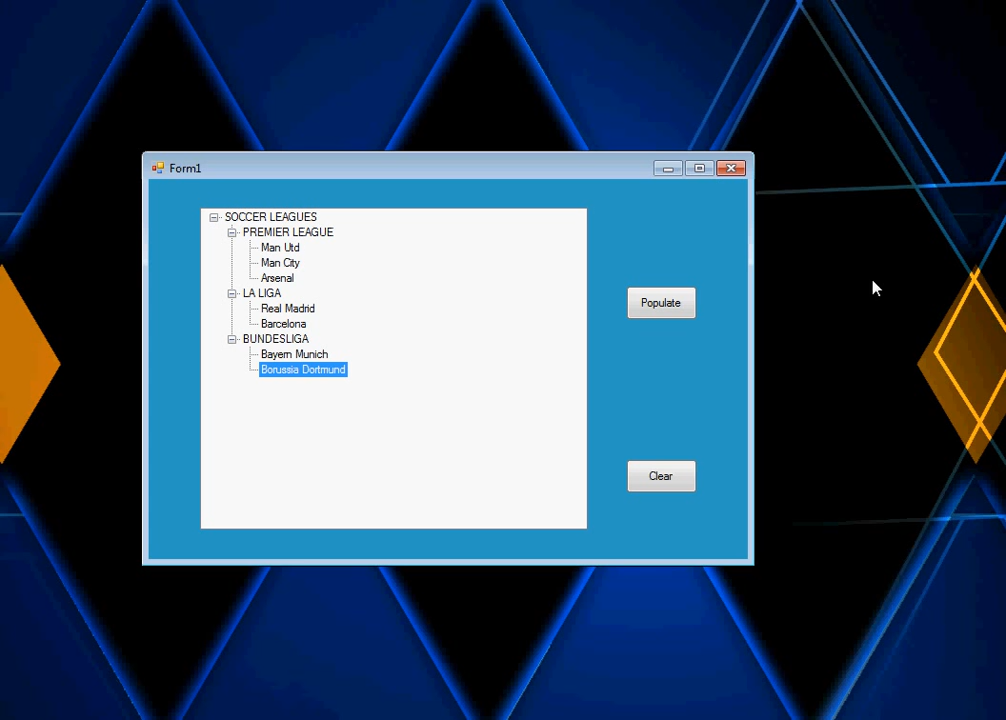 Form1
SOCCER LEAGUES
PREMIER LEAGUE
Man Utd
Man City
Arsenal
LA LIGA
Real Madrid
Barcelona
BUNDESLIGA
Bayern Munich
Borussia Dortmund
Populate
Clear